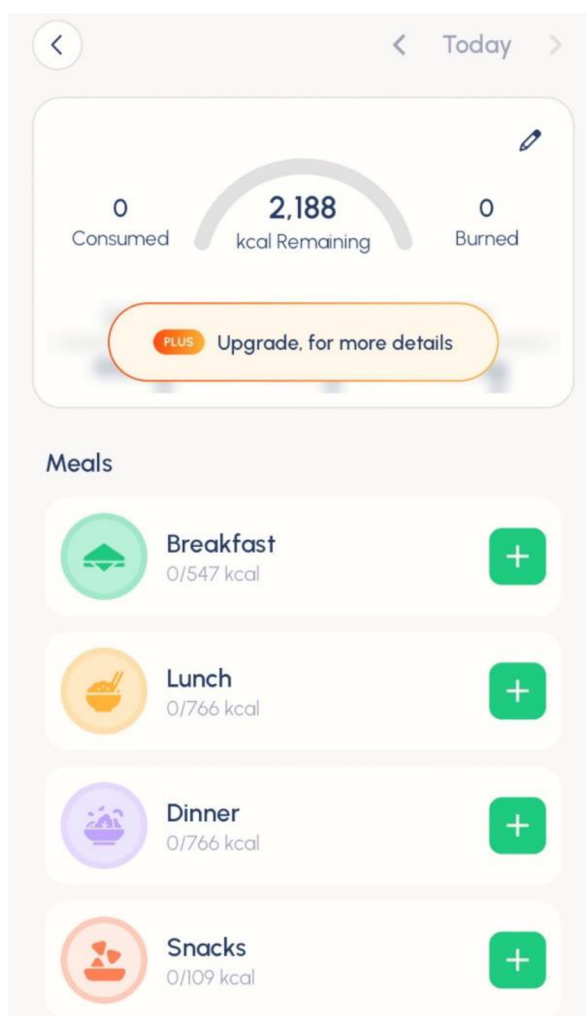 Today
2,188
0
0
kcal Remaining
Consumed
Burned
PLUS Upgrade, for more details
Meals
Breakfast
0/547 kcal
Lunch
0/766 kcal
Dinner
0/766 kcal
Snacks
0/109 kcal